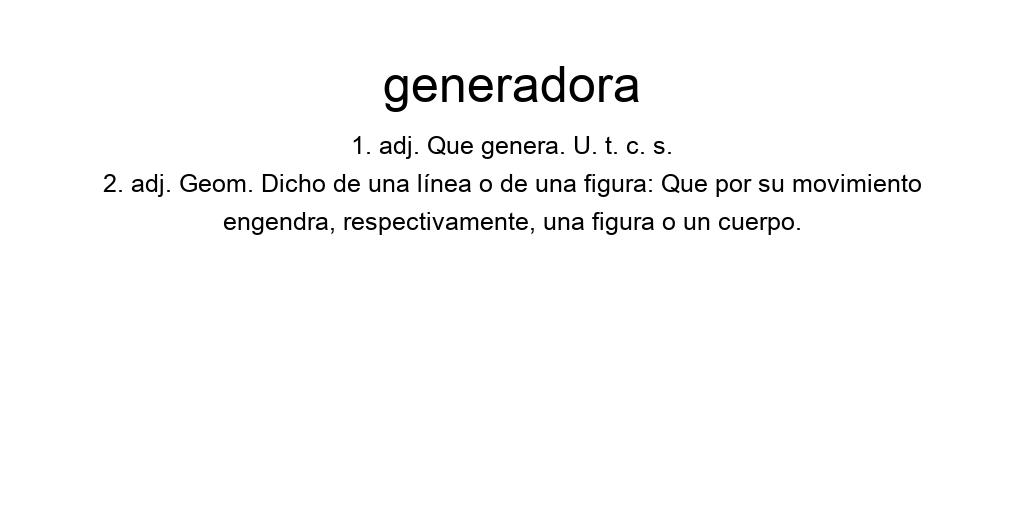 generadora
1. adj. Que genera. U. t. c. s.
2. adj. Geom. Dicho de una línea o de una figura: Que por su movimiento
engendra, respectivamente, una figura o un cuerpo.